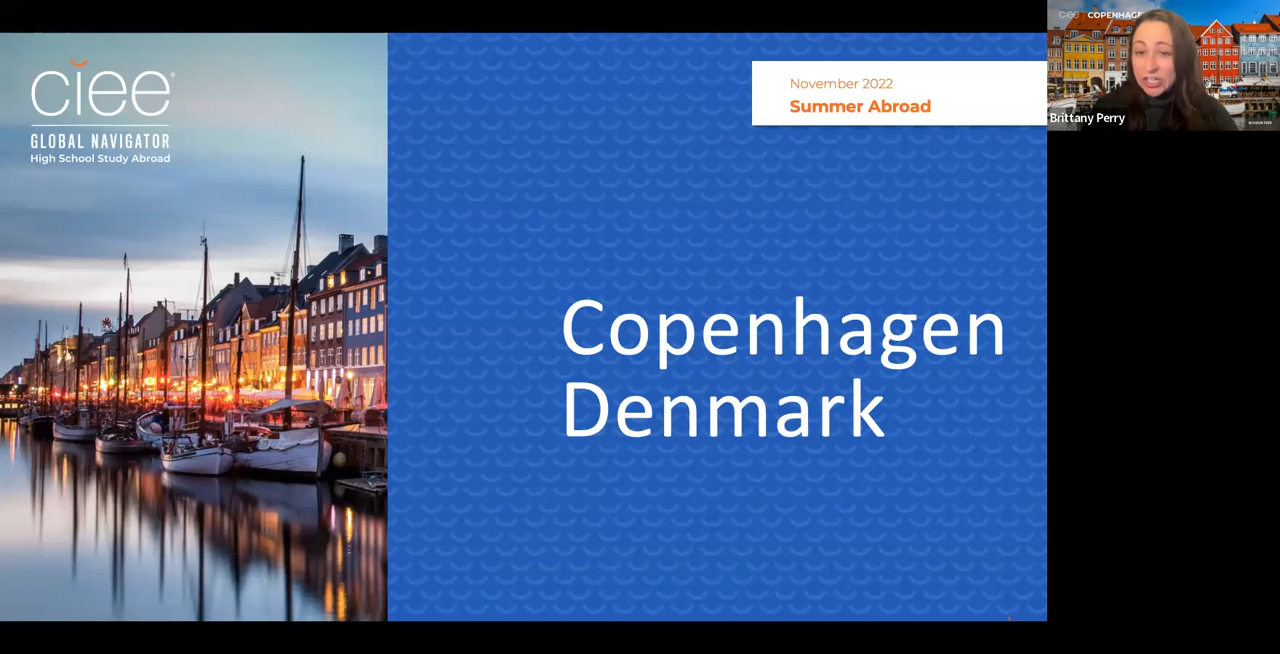 ciee®
GLOBAL NAVIGATOR
High School Study Abroad
November 2022
Summer Abroad
Copenhagen
Denmark
ciee COPENHAGE
Brittany Perry